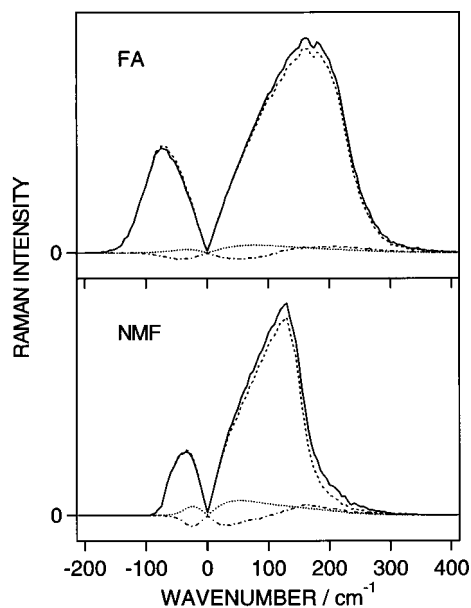 FA
RAMAN INTENSITY
0
NMF
0
-200 -100 0 100 200 300 400
WAVENUMBER / cm-1